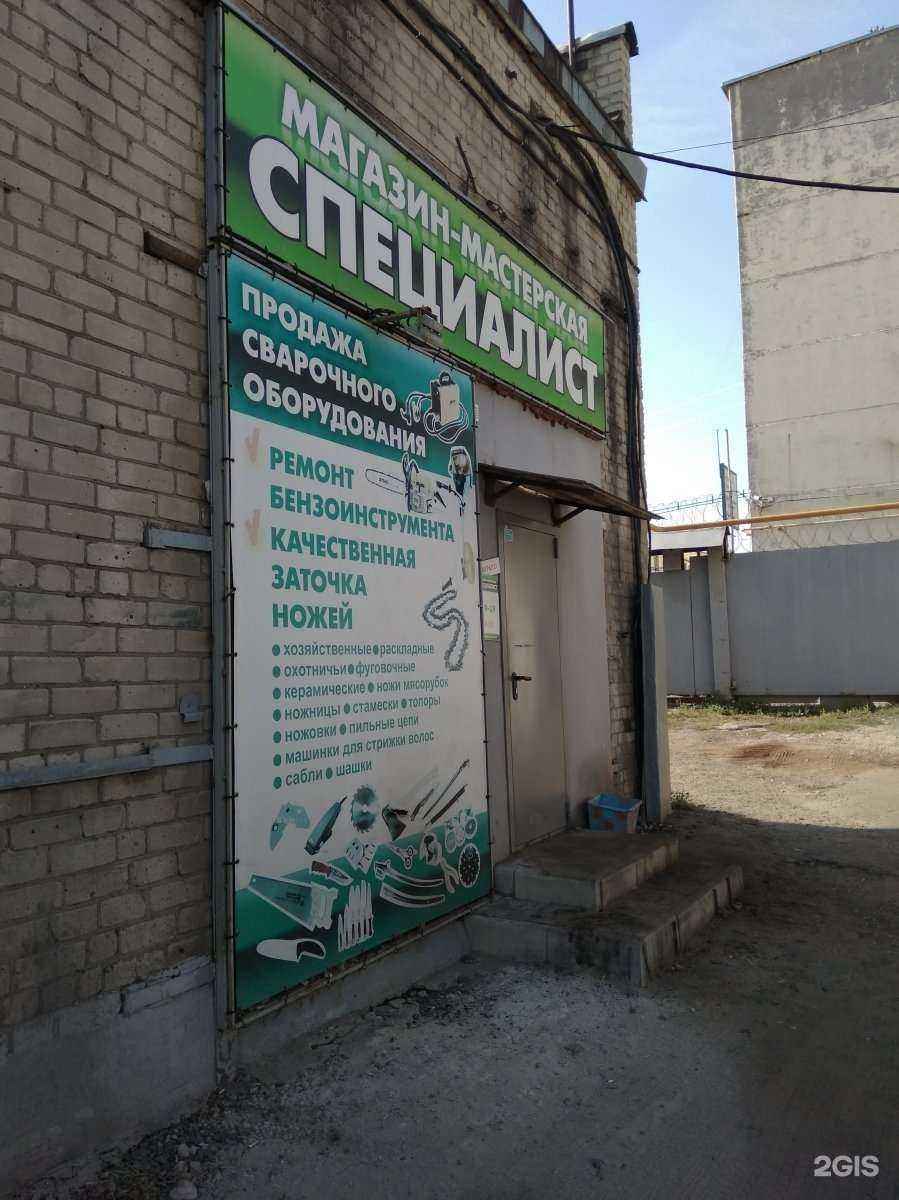 МАГАЗИН-МАСТЕРСКАЯ
СПЕЦИАЛИСТ
ПРОДАЖА
СВАРОЧНОГО
ОБОРУДОВАНИЯ
РЕМОНТ
БЕНЗОИНСТРУМЕНТА
КАЧЕСТВЕННАЯ
ЗАТОЧКА
НОЖЕЙ
• хозяйственные • раскладные
• охотничьи • фуговочные
• керамические • ножи мясорубок
• ножницы • стамески • топоры
• ножовки • пильные цепи
• машинки для стрижки волос
• сабли • шашки
2GIS